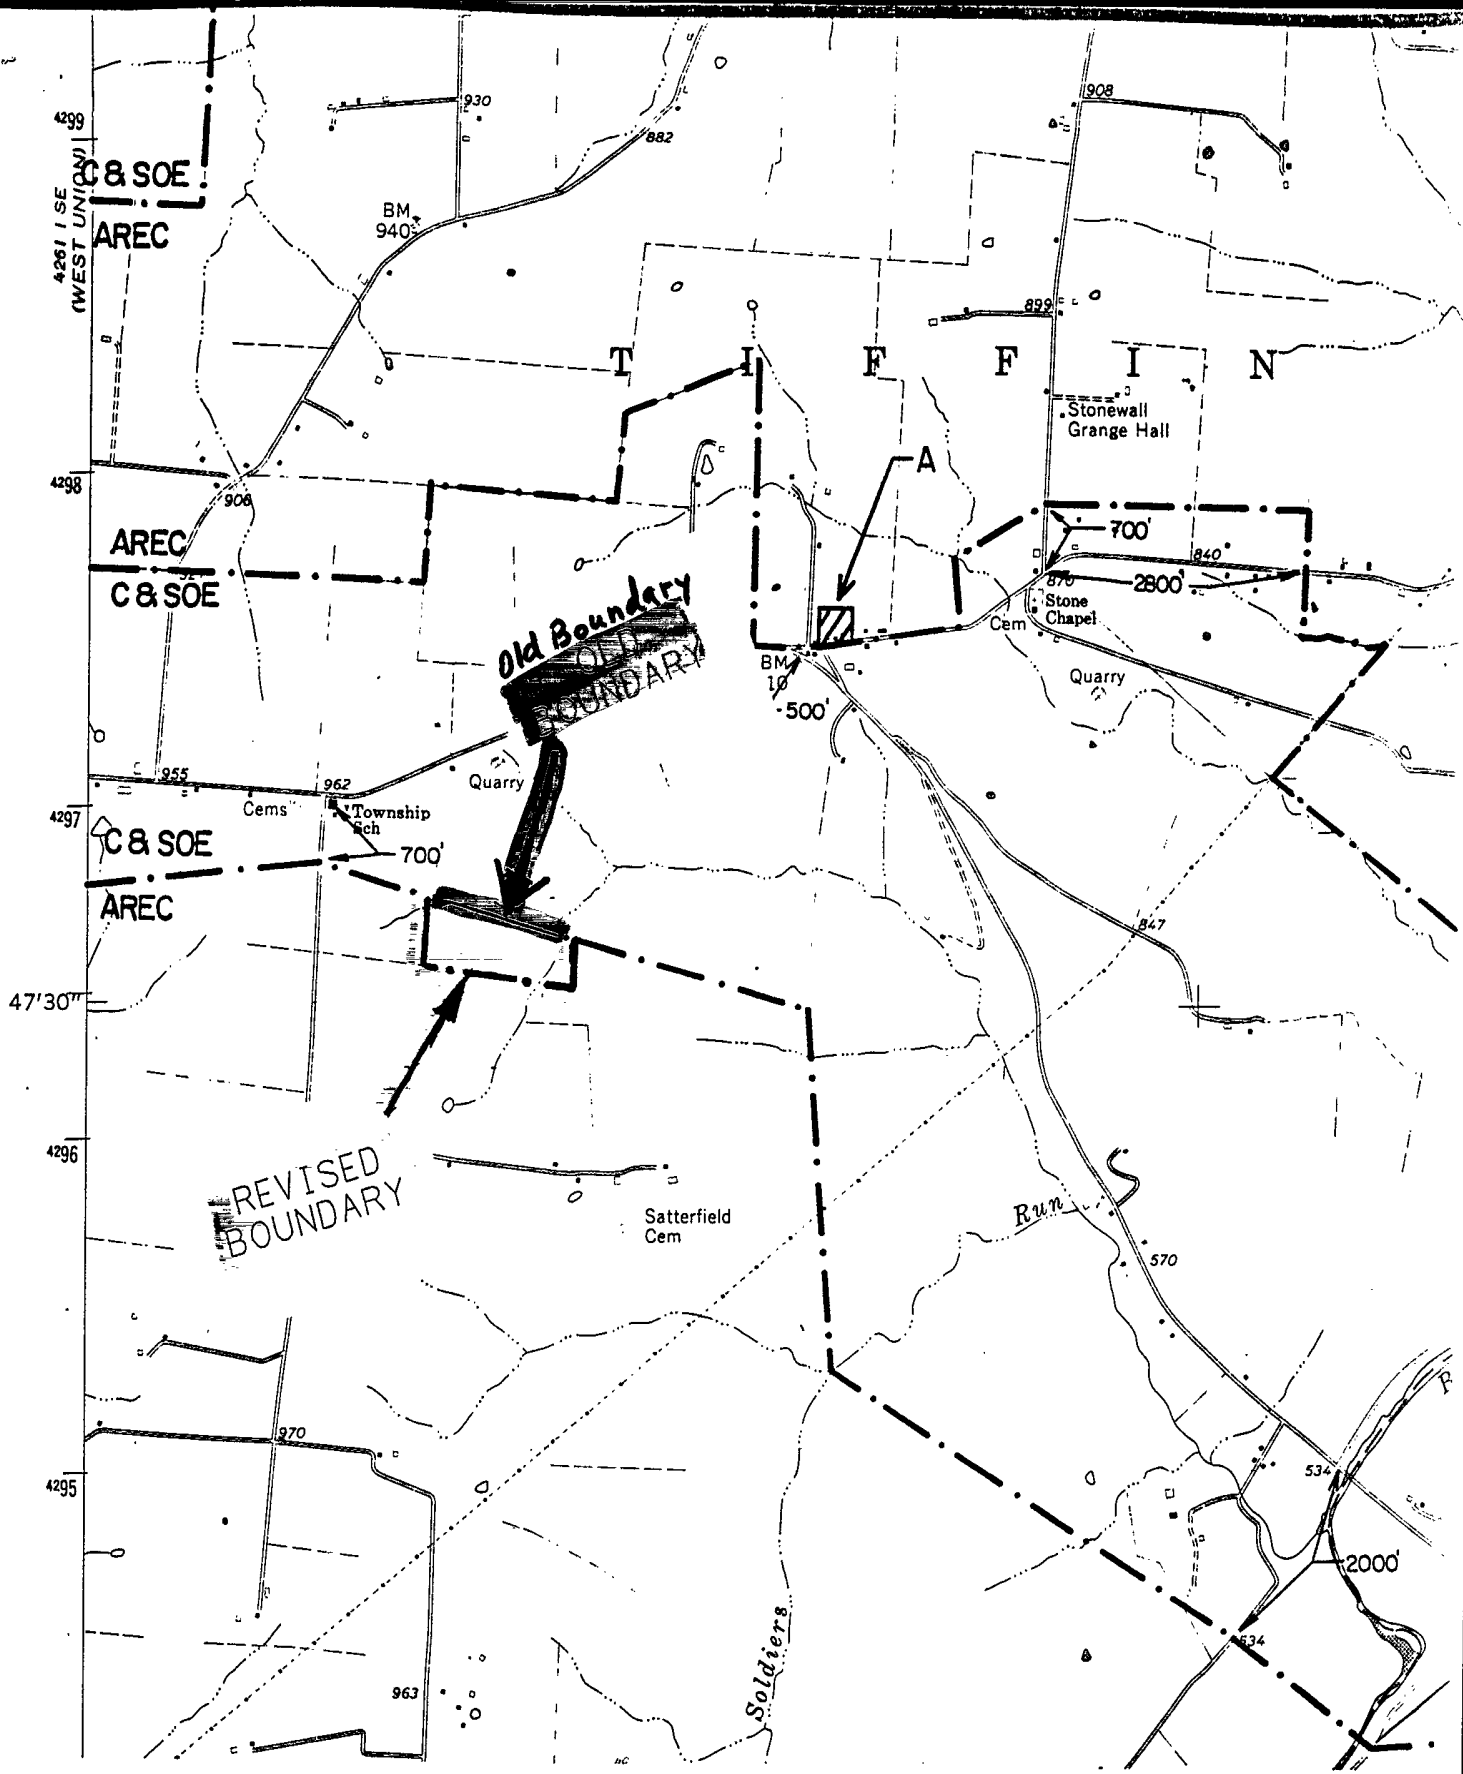 4299
930
882
908
C & SOE
4261 I SE
(WEST UNION)
AREC
BM
940
899
T I F F I N
Stonewall
Grange Hall
4298
906
A
700'
AREC
C & SOE
840
2800'
870
Stone
Chapel
Cem
Old Boundary
OLD
BOUNDARY
BM
500'
Quarry
955
962
Quarry
4297
Cems
Township
Sch
C & SOE
700'
AREC
847
47'30"
4296
REVISED
BOUNDARY
Satterfield
Cem
Run
570
970
4295
534
2000'
634
Soldiers
963